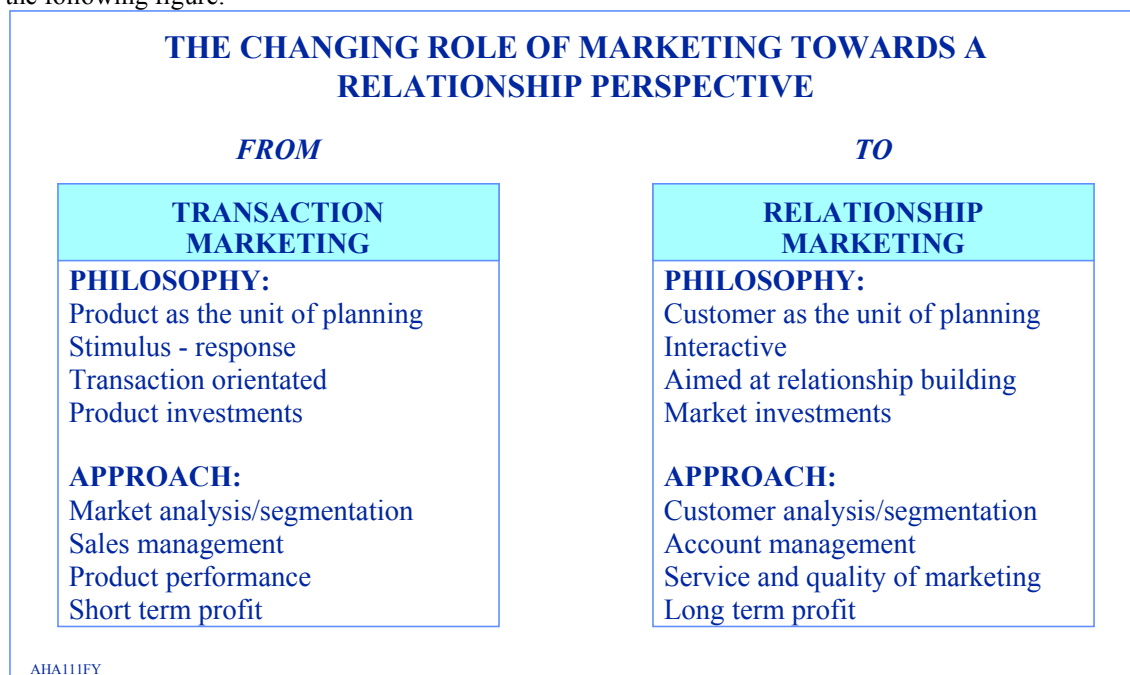 the following figure.
THE CHANGING ROLE OF MARKETING TOWARDS A
RELATIONSHIP PERSPECTIVE
FROM
TO
TRANSACTION
MARKETING
PHILOSOPHY:
Product as the unit of planning
Stimulus - response
Transaction orientated
Product investments
APPROACH:
Market analysis/segmentation
Sales management
Product performance
Short term profit
RELATIONSHIP
MARKETING
PHILOSOPHY:
Customer as the unit of planning
Interactive
Aimed at relationship building
Market investments
APPROACH:
Customer analysis/segmentation
Account management
Service and quality of marketing
Long term profit
AHA111FY